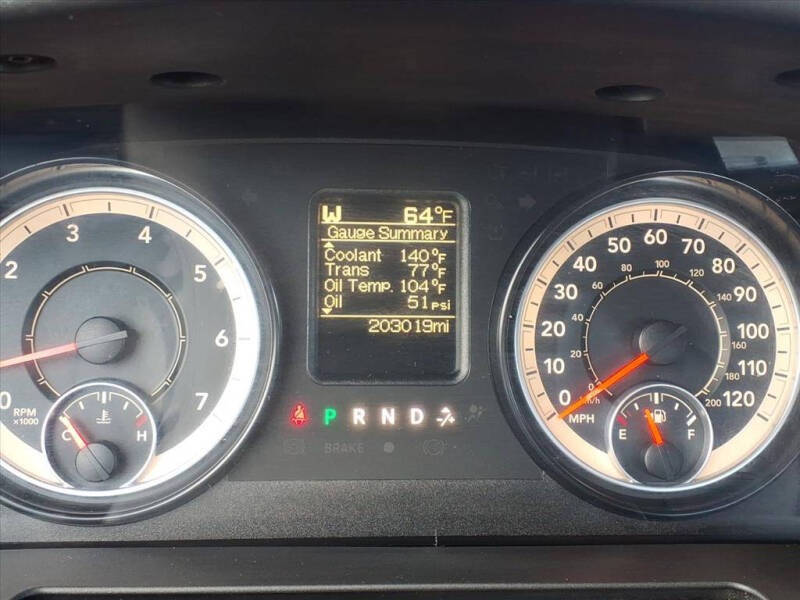 W 64°F
Gauge Summary
Coolant 140°F
Trans 77°F
Oil Temp. 104°F
Oil 51 psi
203019mi
0 2 3 4 5 6 7
RPM
x1000
C H
P R N D
BRAKE
0 10 20 30 40 50 60 70 80 90 100 110 120
MPH
0 20 60 80 100 120 140 160 180 200
km/h
E F